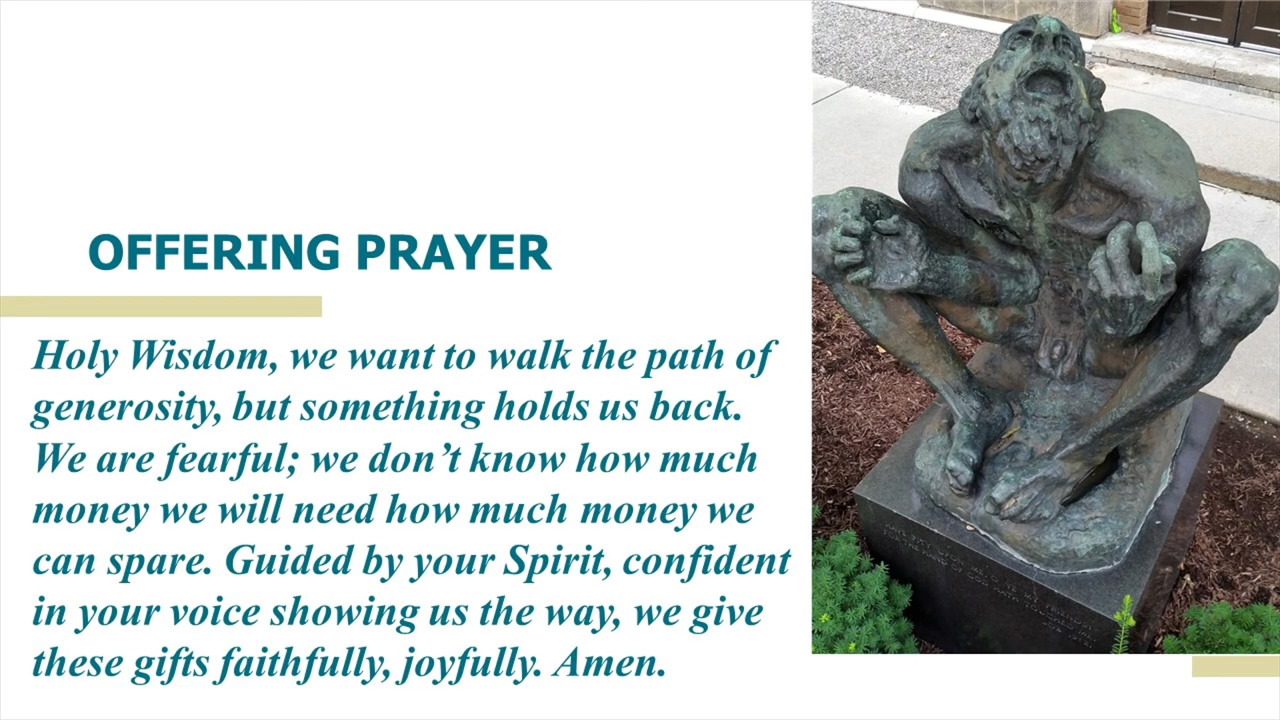 OFFERING PRAYER
Holy Wisdom, we want to walk the path of
generosity, but something holds us back.
We are fearful; we don’t know how much
money we will need how much money we
can spare. Guided by your Spirit, confident
in your voice showing us the way, we give
these gifts faithfully, joyfully. Amen.